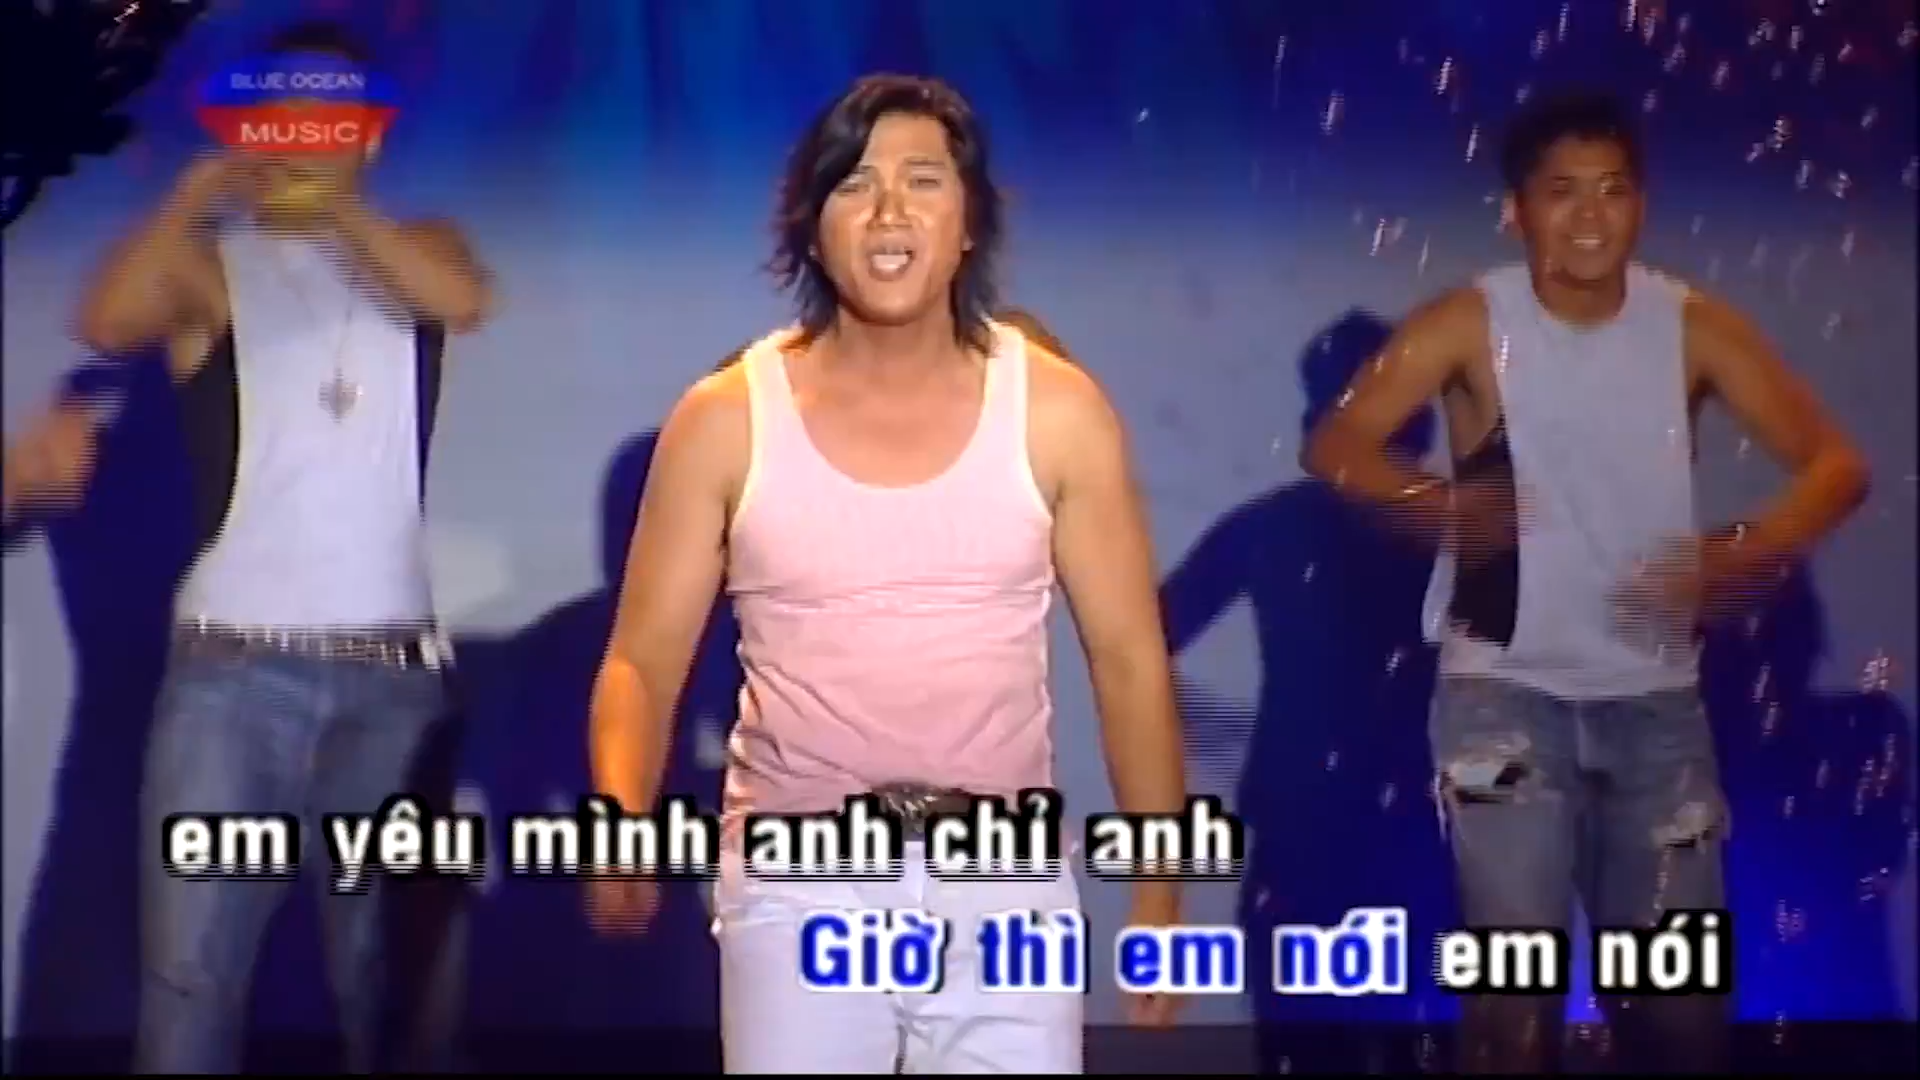 BLUE OCEAN
MUSIC
em yêu mình anh chỉ anh
Giờ thì em nói em nói